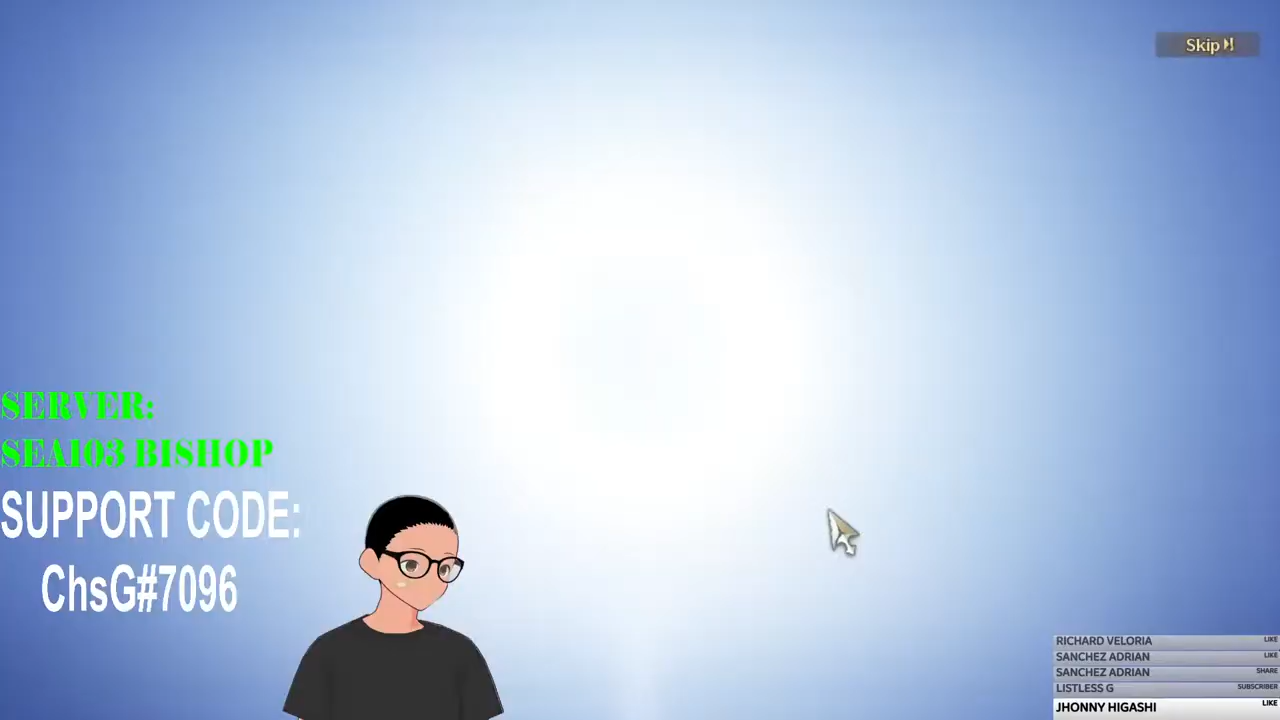 Skip
SERVER:
SEA103 BISHOP
SUPPORT CODE:
ChsG#7096
RICHARD VELORIA LIKE
SANCHEZ ADRIAN LIKE
SANCHEZ ADRIAN SHARE
LISTLESS G SUBSCRIBER
JHONNY HIGASHI LIKE